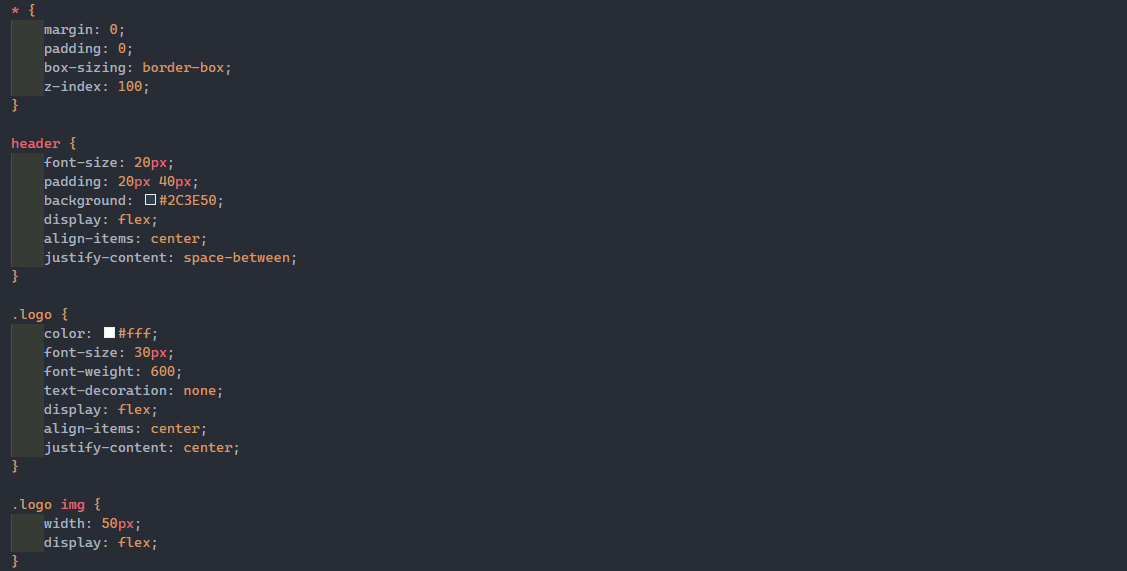 * {
    margin: 0;
    padding: 0;
    box-sizing: border-box;
    z-index: 100;
}

header {
    font-size: 20px;
    padding: 20px 40px;
    background: #2C3E50;
    display: flex;
    align-items: center;
    justify-content: space-between;
}

.logo {
    color: #fff;
    font-size: 30px;
    font-weight: 600;
    text-decoration: none;
    display: flex;
    align-items: center;
    justify-content: center;
}

.logo img {
    width: 50px;
    display: flex;
}